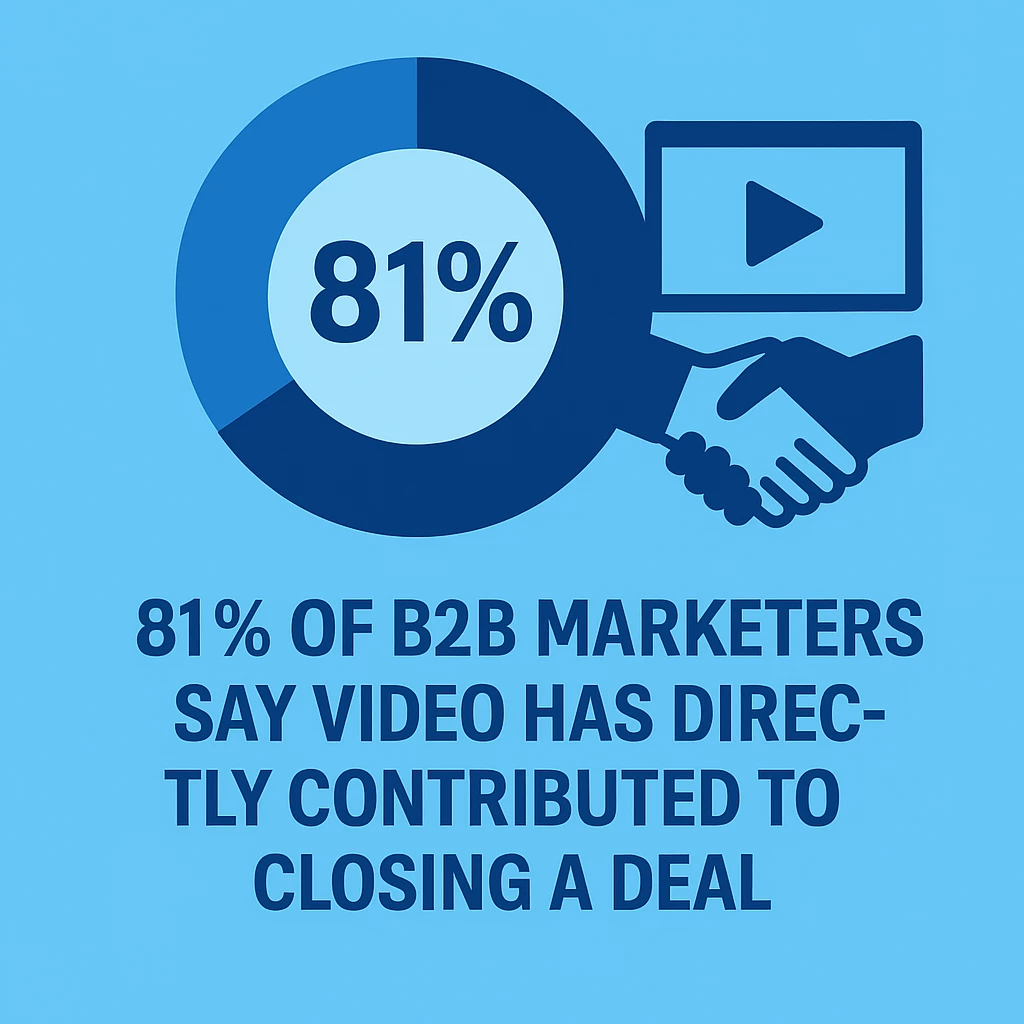 81%
81% OF B2B MARKETERS
SAY VIDEO HAS DIREC-
TLY CONTRIBUTED TO
CLOSING A DEAL